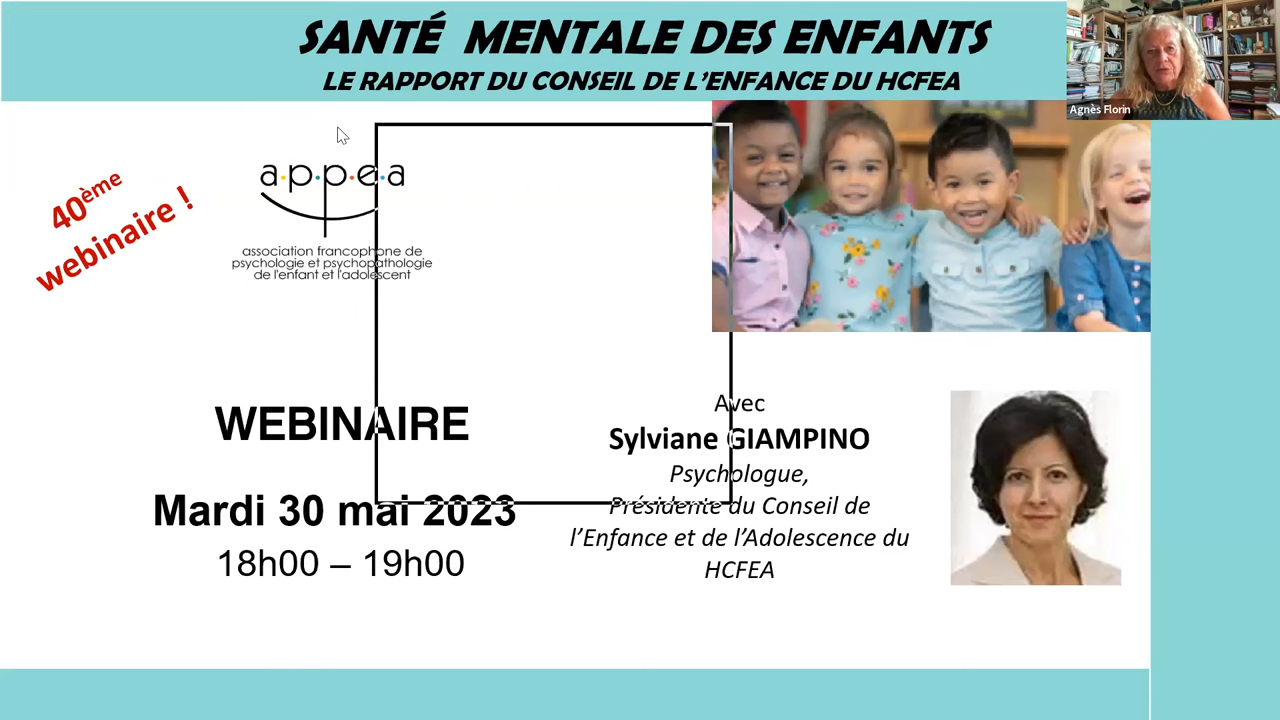 SANTÉ MENTALE DES ENFANTS
LE RAPPORT DU CONSEIL DE L'ENFANCE DU HCFEA
Agnès Florin
40ème
webinaire !
a.p.p.e.a
association francophone de
psychologie et psychopathologie
de l'enfant et l'adolescent
WEBINAIRE
Mardi 30 mai 2023
18h00 – 19h00
Avec
Sylviane GIAMPINO
Psychologue,
Présidente du Conseil de
l'Enfance et de l'Adolescence du
HCFEA